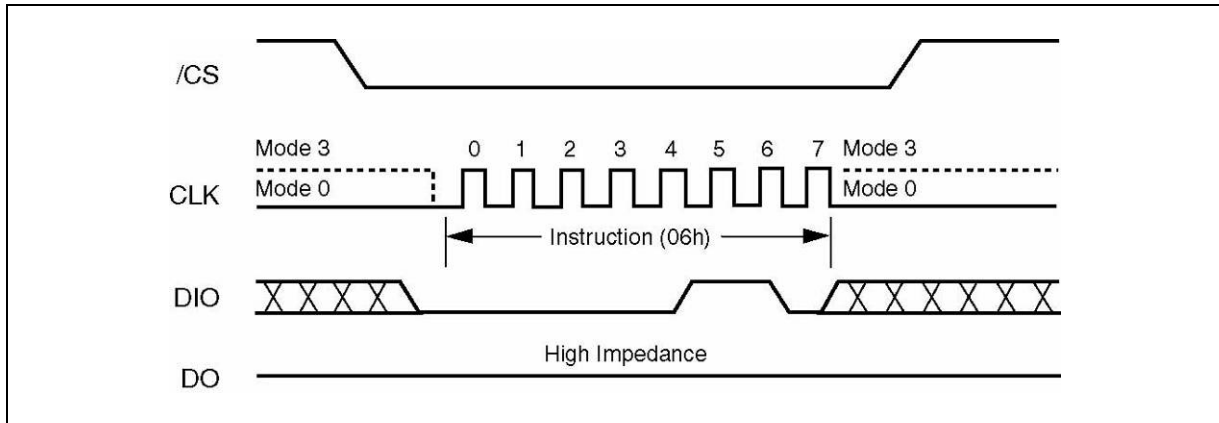 /CS
Mode 3 0 1 2 3 4 5 6 7 Mode 3
CLK Mode 0 Mode 0
Instruction (06h)
DIO
High Impedance
DO